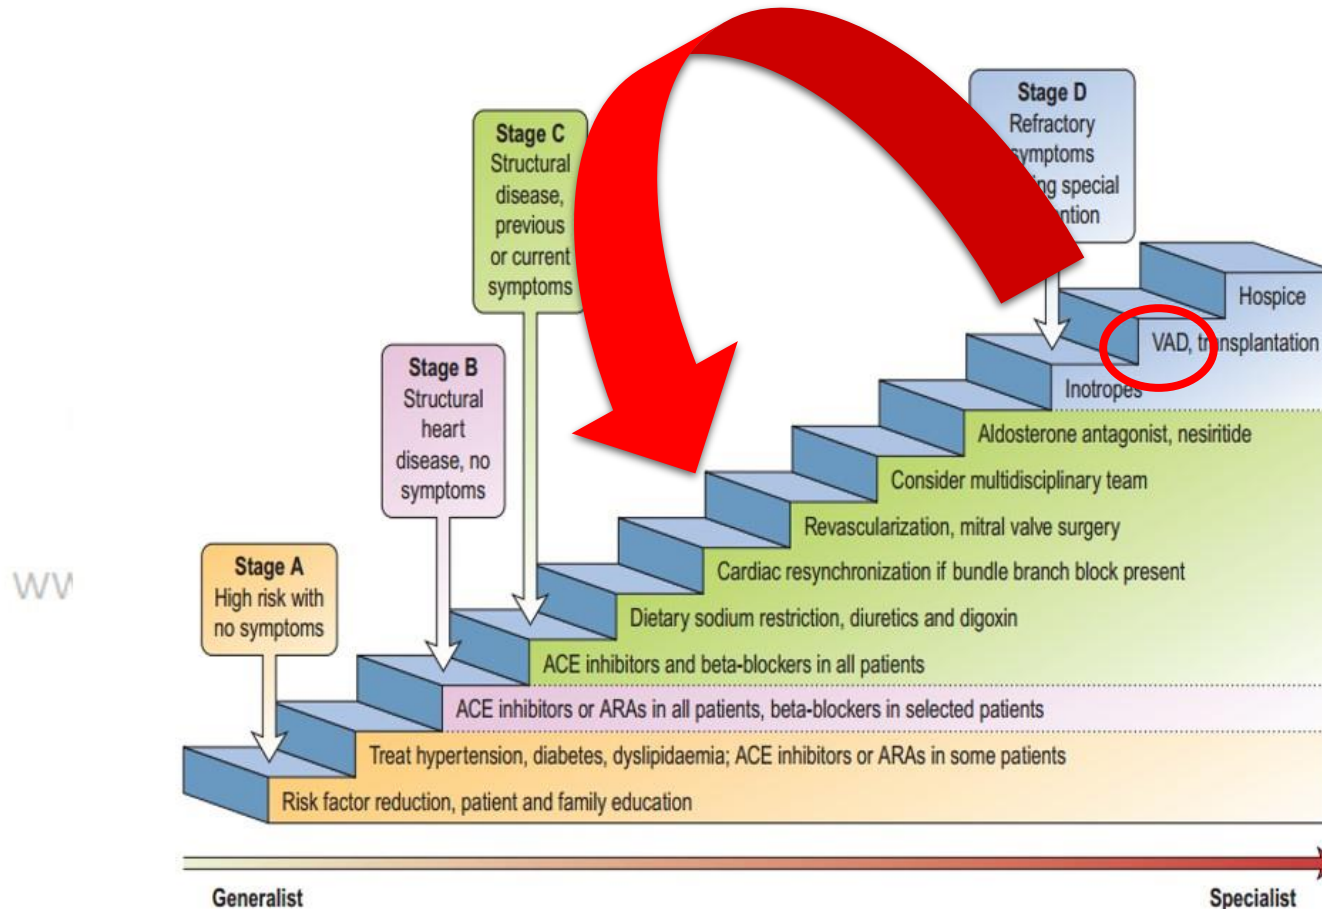 Stage D
Refractory
symptoms
special
Stage C
Structural
disease,
previous
or current
symptoms
Stage B
Structural
heart
disease, no
symptoms
Stage A
High risk with
no symptoms
Hospice
VAD, transplantation
Inotropes
Aldosterone antagonist, nesiritide
Consider multidisciplinary team
Revascularization, mitral valve surgery
Cardiac resynchronization if bundle branch block present
Dietary sodium restriction, diuretics and digoxin
ACE inhibitors and beta-blockers in all patients
ACE inhibitors or ARAs in all patients, beta-blockers in selected patients
Treat hypertension, diabetes, dyslipidaemia; ACE inhibitors or ARAs in some patients
Risk factor reduction, patient and family education
Generalist
Specialist